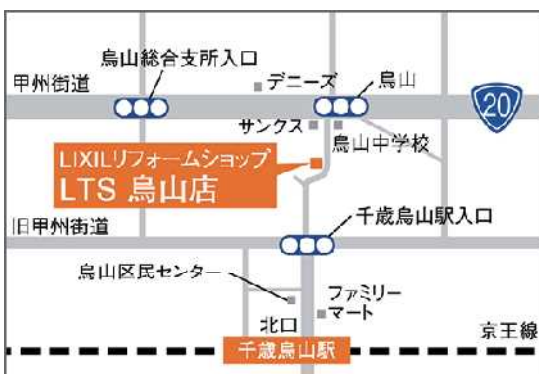 烏山総合支所入口
デニーズ
烏山
甲州街道
20
サンクス
烏山中学校
LIXILリフォームショップ
LTS 烏山店
千歳烏山駅入口
旧甲州街道
烏山区民センター
ファミリー
マート
北口
京王線
千歳烏山駅